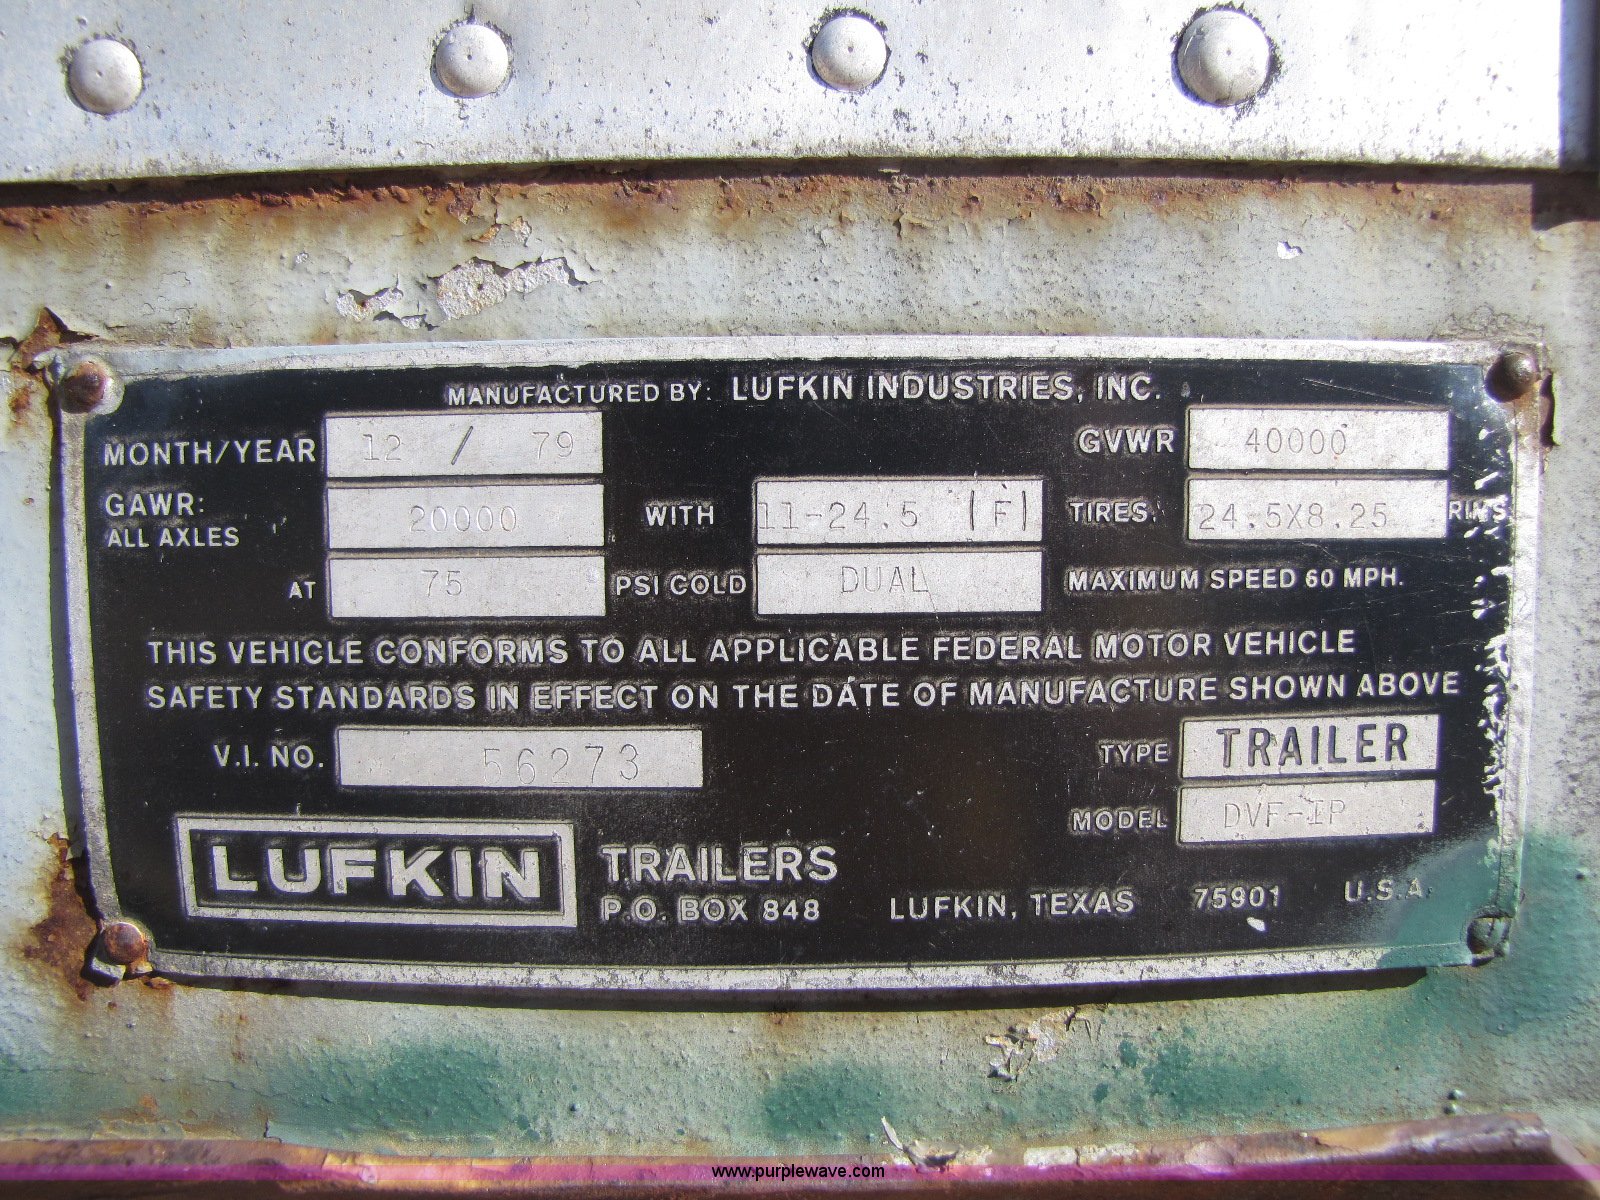 MANUFACTURED BY: LUFKIN INDUSTRIES, INC.
MONTH/YEAR 12 / 79 GVWR 40000
GAWR: ALL AXLES 20000 WITH 11-24.5 (F) TIRES. 24.5X8.25 RIMS
AT 75 PSI COLD DUAL MAXIMUM SPEED 60 MPH.
THIS VEHICLE CONFORMS TO ALL APPLICABLE FEDERAL MOTOR VEHICLE
SAFETY STANDARDS IN EFFECT ON THE DATE OF MANUFACTURE SHOWN ABOVE
V.I. NO. 56273 TYPE TRAILER
MODEL DVF-IP
LUFKIN TRAILERS
P.O. BOX 848 LUFKIN, TEXAS 75901 U.S.A.
www.purplewave.com